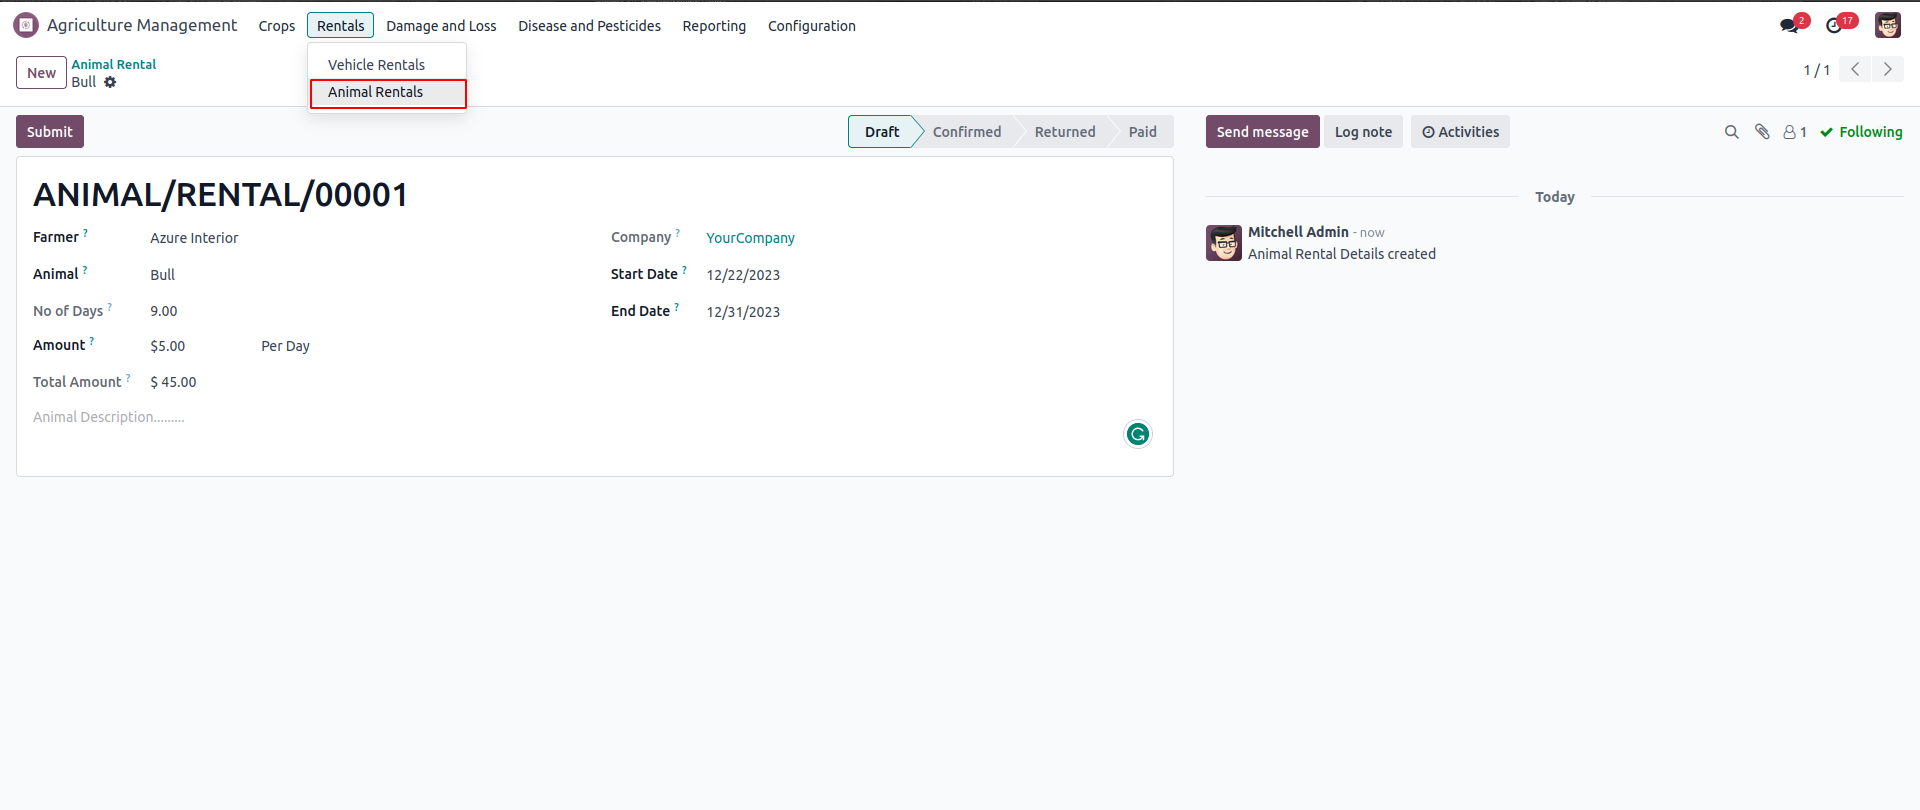 Agriculture Management Crops Rentals Damage and Loss Disease and Pesticides Reporting Configuration 2 17
Vehicle Rentals
Animal Rentals
New Animal Rental
Bull
1 / 1
Submit Draft Confirmed Returned Paid Send message Log note Activities 1 Following
ANIMAL/RENTAL/00001
Today
Farmer ? Azure Interior Company ? YourCompany
Mitchell Admin - now
Animal Rental Details created
Animal ? Bull Start Date ? 12/22/2023
No of Days ? 9.00 End Date ? 12/31/2023
Amount ? $5.00 Per Day
Total Amount ? $ 45.00
Animal Description.........